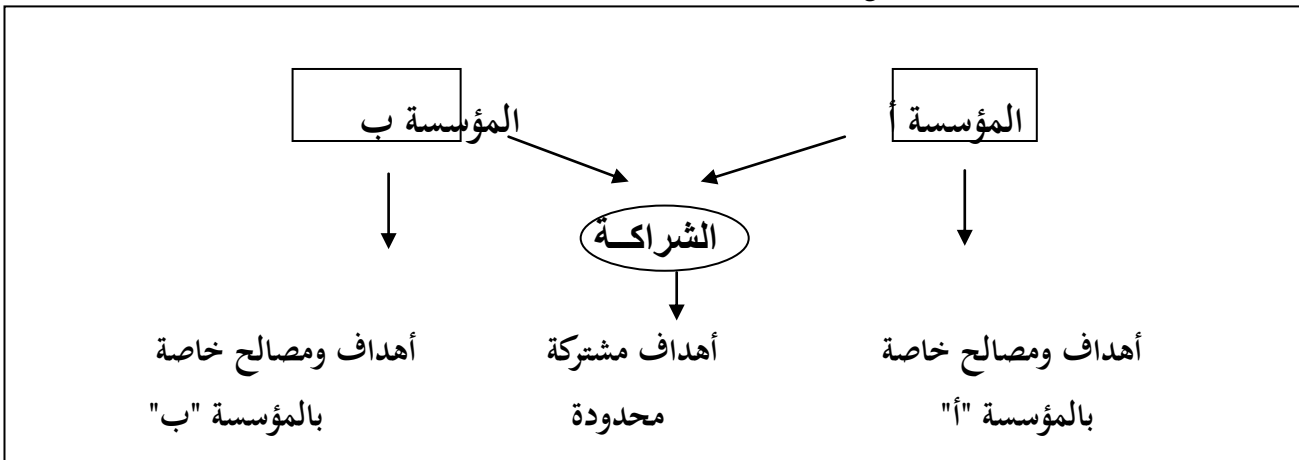 المؤسسة أ
المؤسسة ب
الشراكــة
أهداف ومصالح خاصة
بالمؤسسة "أ"
أهداف مشتركة
محدودة
أهداف ومصالح خاصة
بالمؤسسة "ب"